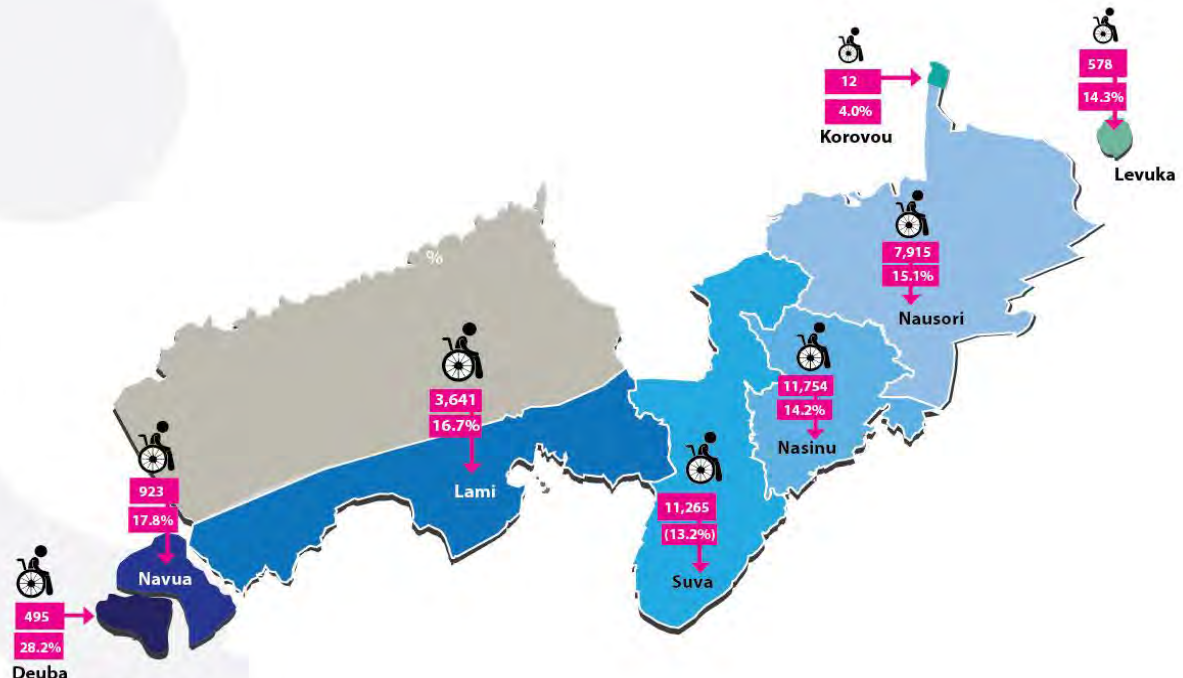 12
4.0%
Korovou
578
14.3%
Levuka
7,915
15.1%
Nausori
%
3,641
16.7%
Lami
11,754
14.2%
Nasinu
11,265
(13.2%)
Suva
923
17.8%
Navua
495
28.2%
Deuba